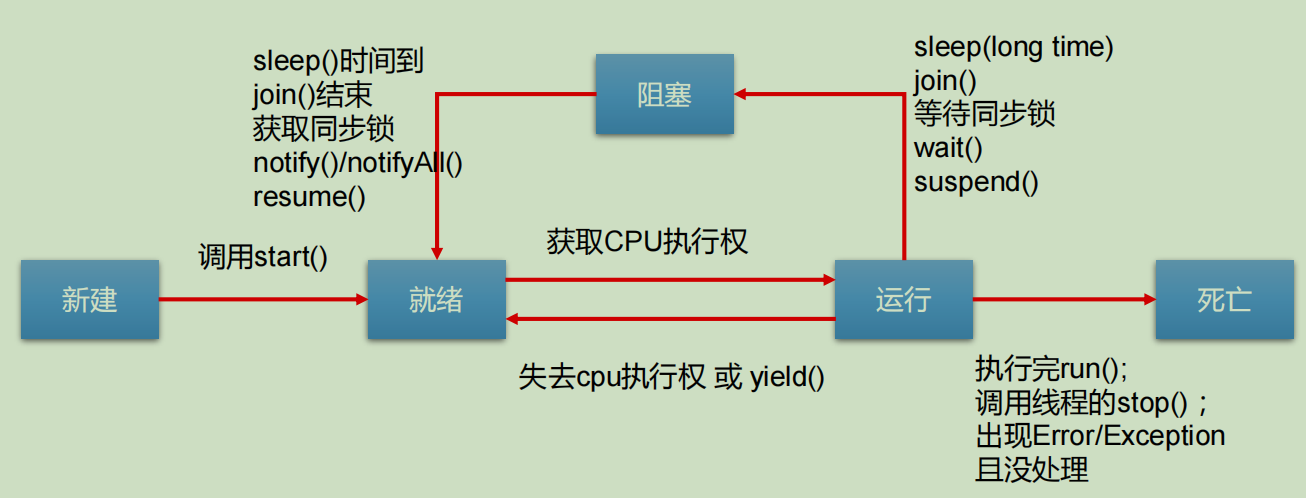 sleep()时间到
join()结束
获取同步锁
notify()/notifyAll()
resume()
阻塞
sleep(long time)
join()
等待同步锁
wait()
suspend()
调用start()
获取CPU执行权
新建
就绪
运行
死亡
失去cpu执行权 或 yield()
执行完run();
调用线程的stop()；
出现Error/Exception
且没处理